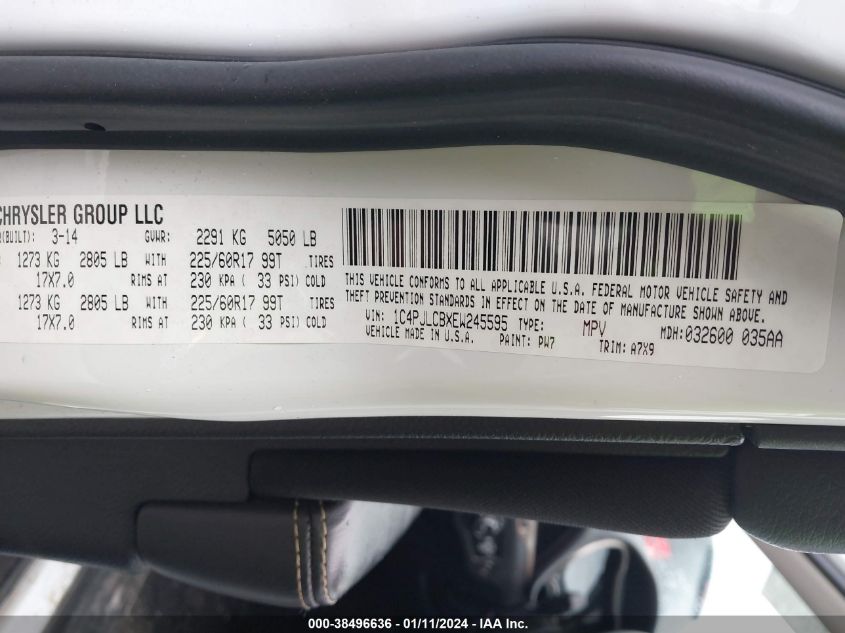 CHRYSLER GROUP LLC
(BUILT): 3-14 GVWR: 2291 KG 5050 LB
1273 KG 2805 LB WITH 225/60R17 99T TIRES
17X7.0 RIMS AT 230 KPA ( 33 PSI) COLD
1273 KG 2805 LB WITH 225/60R17 99T TIRES
17X7.0 RIMS AT 230 KPA ( 33 PSI) COLD
THIS VEHICLE CONFORMS TO ALL APPLICABLE U.S.A. FEDERAL MOTOR VEHICLE SAFETY AND
THEFT PREVENTION STANDARDS IN EFFECT ON THE DATE OF MANUFACTURE SHOWN ABOVE.
VIN: 1C4PJLCBXEW245595 TYPE: MPV MDH:032600 035AA
VEHICLE MADE IN U.S.A. PAINT: PW7 TRIM: A7X9
000-38496636 - 01/11/2024 - IAA Inc.